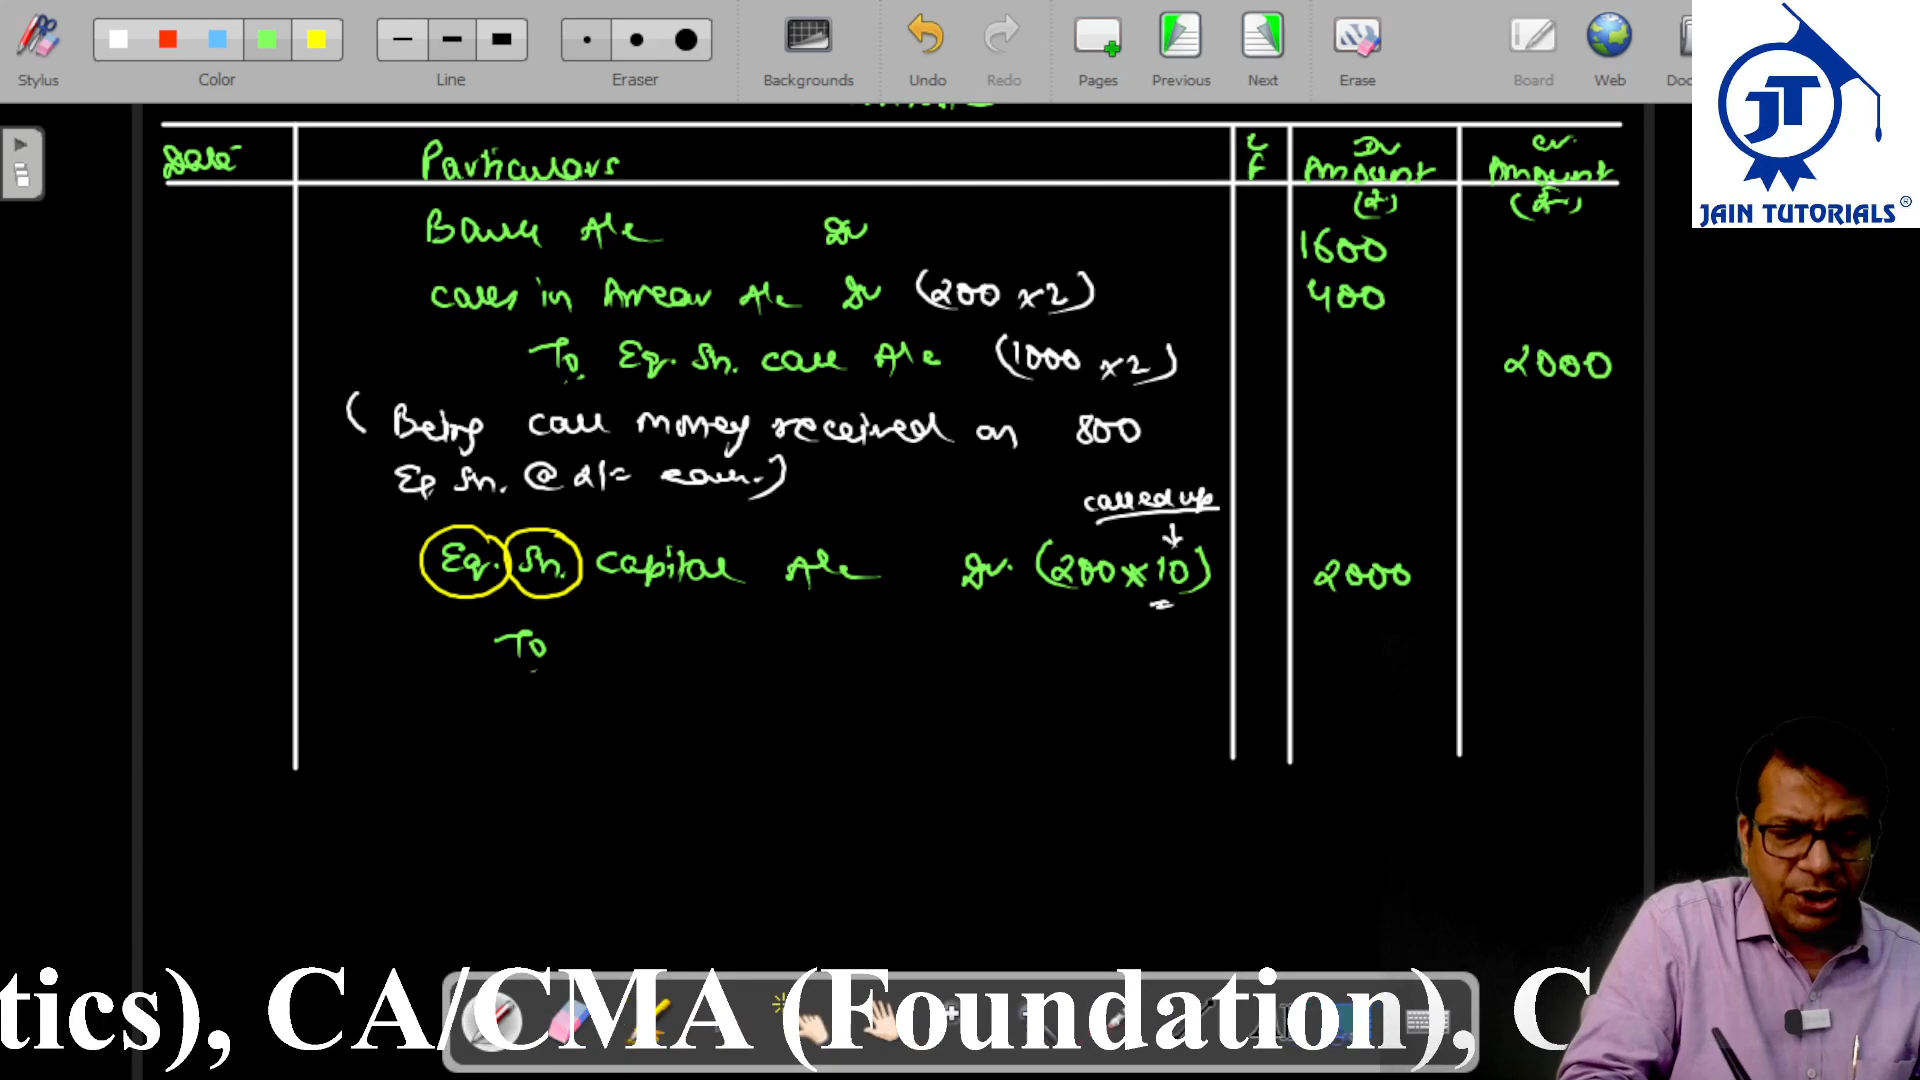 Stylus Color Line Eraser Backgrounds Undo Redo Pages Previous Next Erase Board Web
JT
JAIN TUTORIALS®
Date Particulars L F Dr Amount (₹) Cr. Amount (₹)
Bank A/c Dr 1600
Calls in Arrear A/c Dr (200 × 2) 400
To Eq. Sh. Call A/c (1000 × 2) 2000
(Being call money received on 800
Eq. Sh. @ 2/= each.)
called up
↓
Eq. Sh. Capital A/c Dr. (200 × 10) 2000
To
tics), CA/CMA (Foundation), C